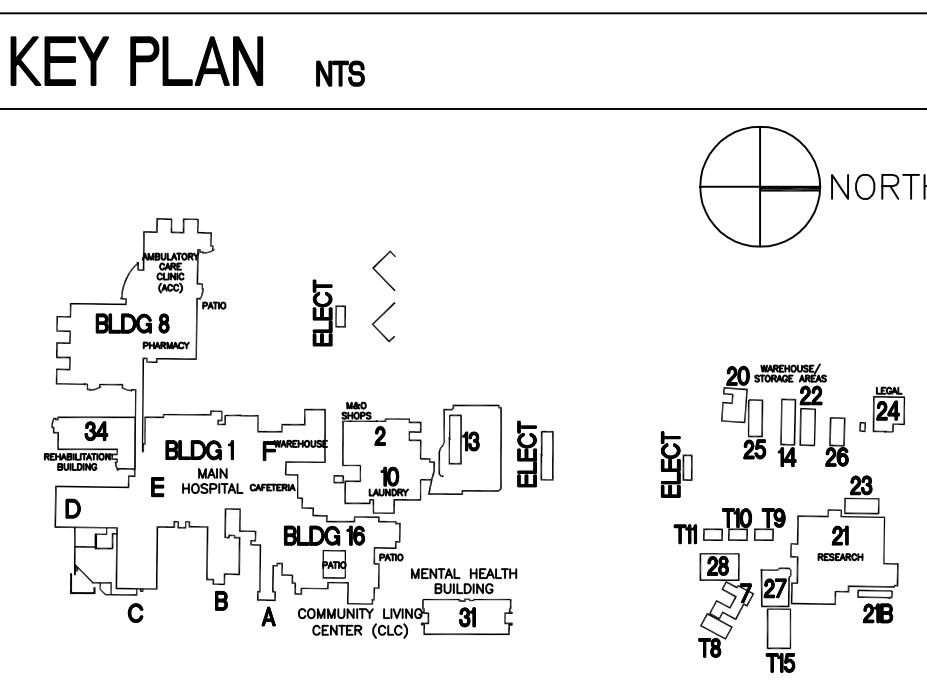 KEY PLAN NTS
NORTH
AMBULATORY
CARE
CLINIC
(ACC)
PATIO
BLDG 8
PHARMACY
ELECT
20
WAREHOUSE/
STORAGE AREAS
22
LEGAL
24
25
14
26
M&O
SHOPS
2
34
REHABILITATION
BUILDING
BLDG 1
MAIN
HOSPITAL
F
WAREHOUSE
CAFETERIA
10
LAUNDRY
13
ELECT
ELECT
E
D
23
BLDG 16
PATIO
PATIO
T11
T10
T9
21
RESEARCH
28
27
7
21B
MENTAL HEALTH
BUILDING
31
C
B
A
COMMUNITY LIVING
CENTER (CLC)
T8
T15